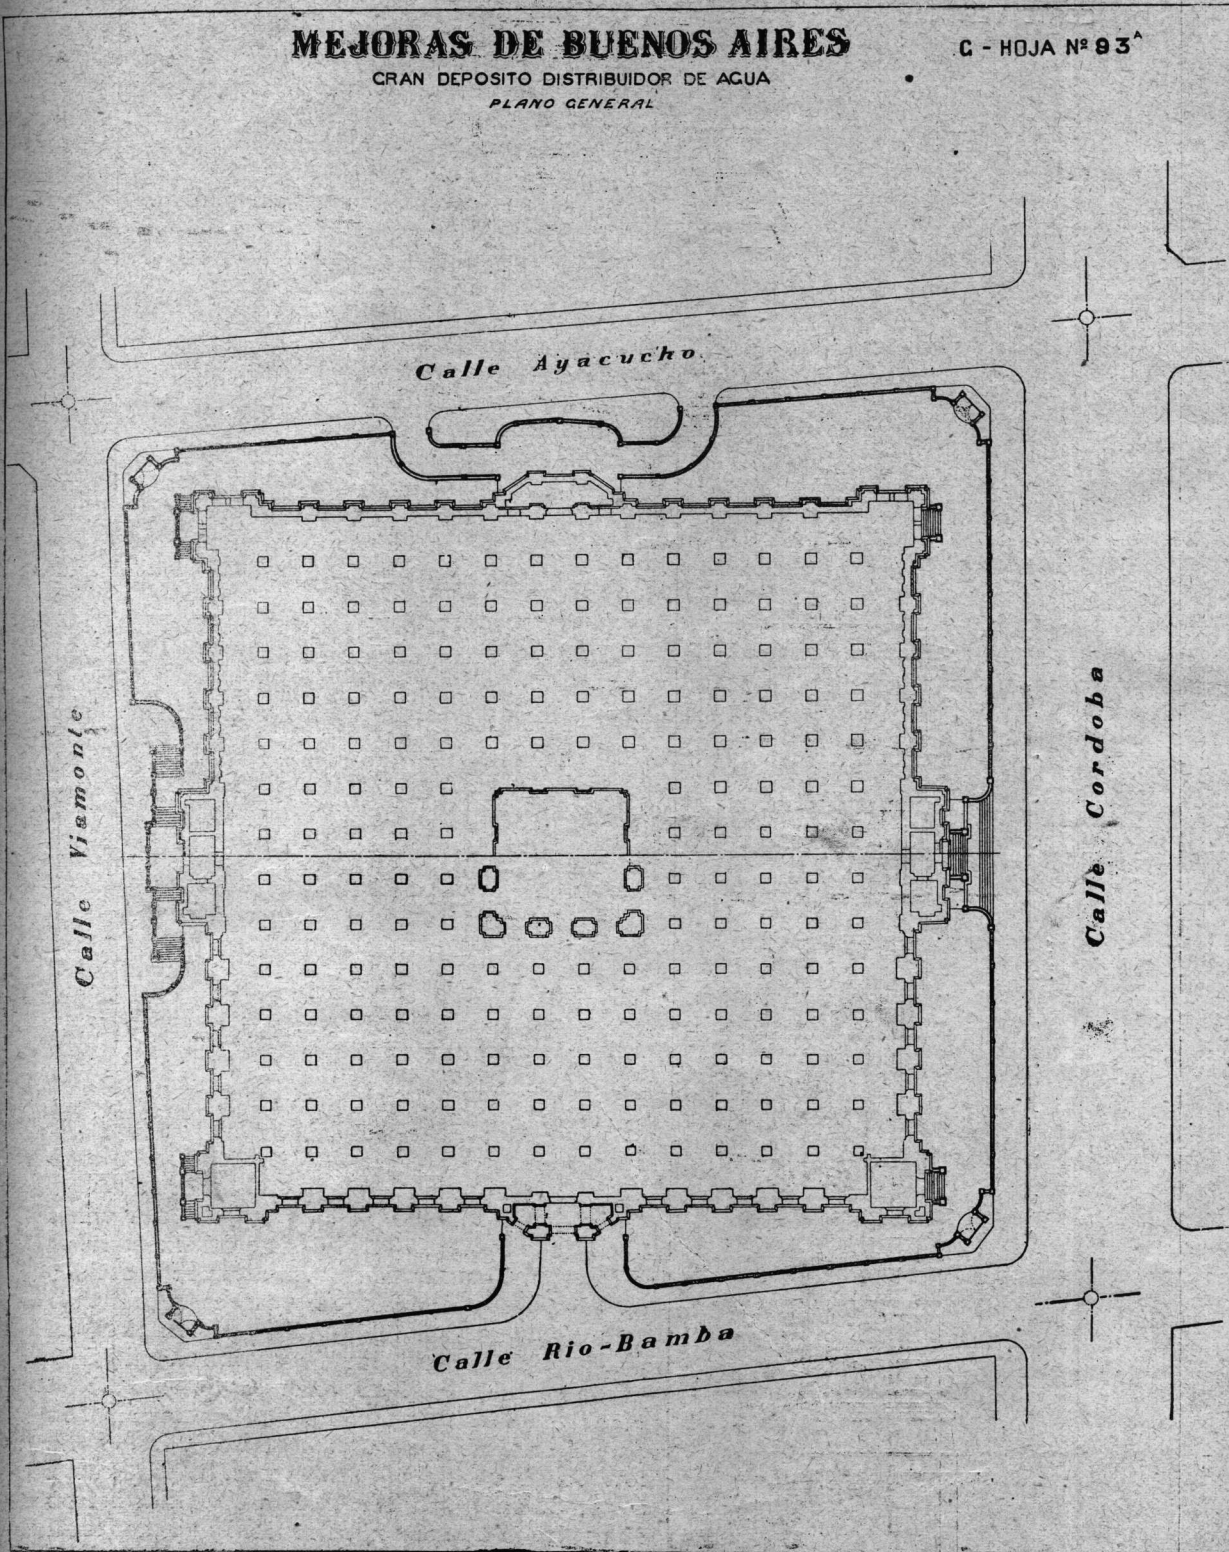 MEJORAS DE BUENOS AIRES
C - HOJA Nº 93ᴬ
GRAN DEPOSITO DISTRIBUIDOR DE AGUA
PLANO GENERAL
Calle Ayacucho
Calle Viamonte
Calle Cordoba
Calle Rio-Bamba